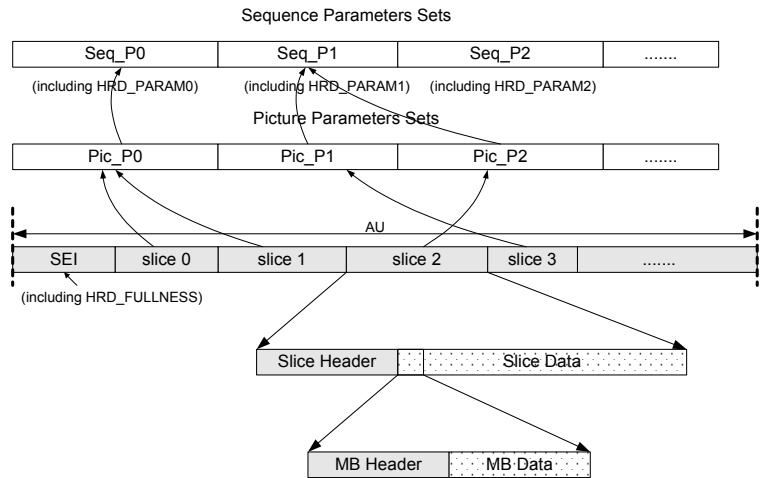 Sequence Parameters Sets
Seq_P0 Seq_P1 Seq_P2 .......
(including HRD_PARAM0) (including HRD_PARAM1) (including HRD_PARAM2)
Picture Parameters Sets
Pic_P0 Pic_P1 Pic_P2 .......
AU
SEI slice 0 slice 1 slice 2 slice 3 .......
(including HRD_FULLNESS)
Slice Header Slice Data
MB Header MB Data